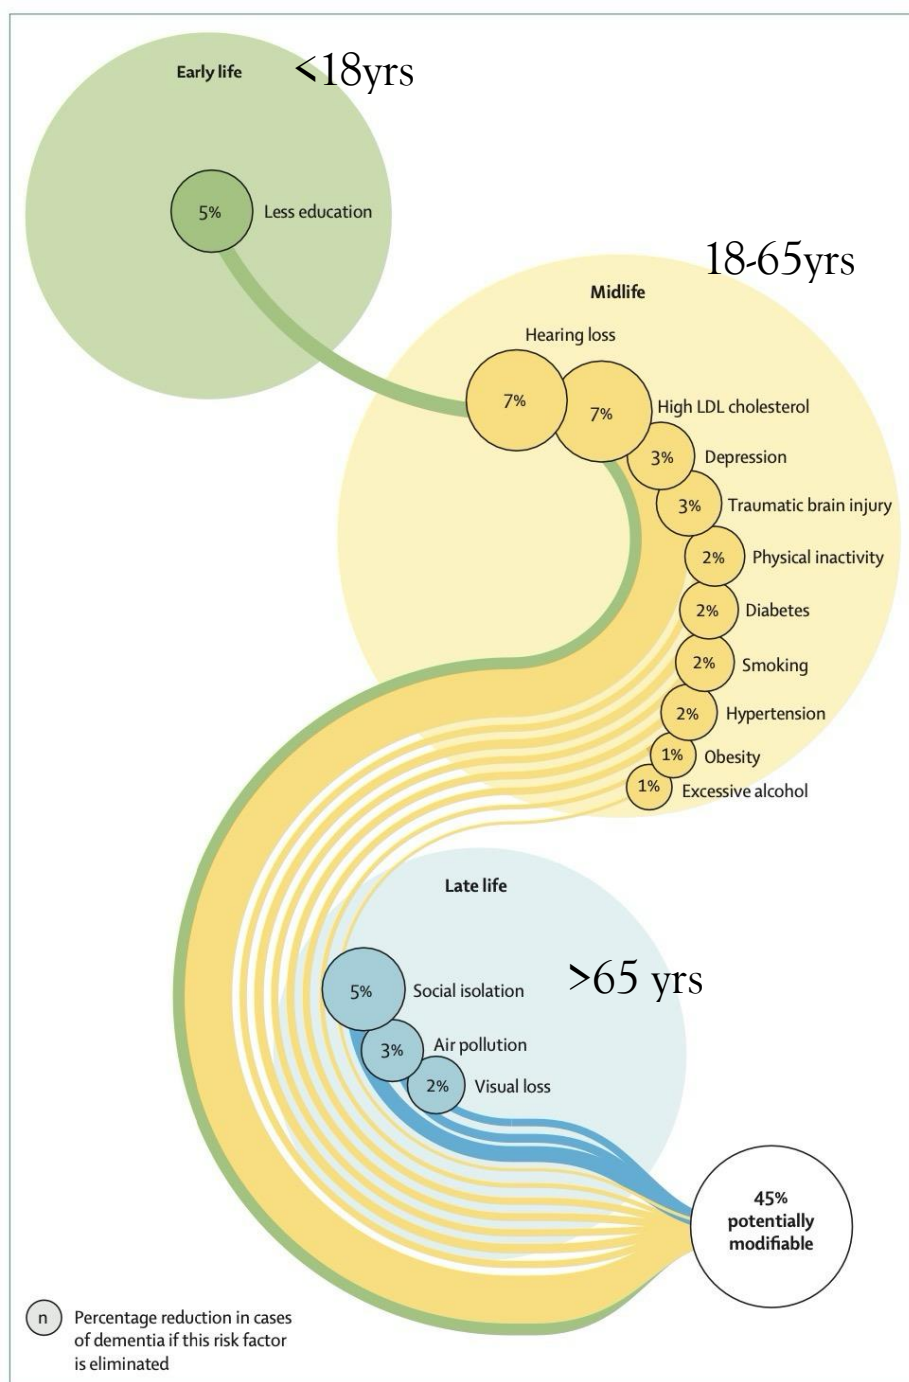 Early life
<18yrs
5%
Less education
18-65yrs
Midlife
Hearing loss
7%
7%
High LDL cholesterol
3%
Depression
3%
Traumatic brain injury
2%
Physical inactivity
2%
Diabetes
2%
Smoking
2%
Hypertension
1%
Obesity
1%
Excessive alcohol
Late life
>65 yrs
5%
Social isolation
3%
Air pollution
2%
Visual loss
45%
potentially
modifiable
n
Percentage reduction in cases
of dementia if this risk factor
is eliminated